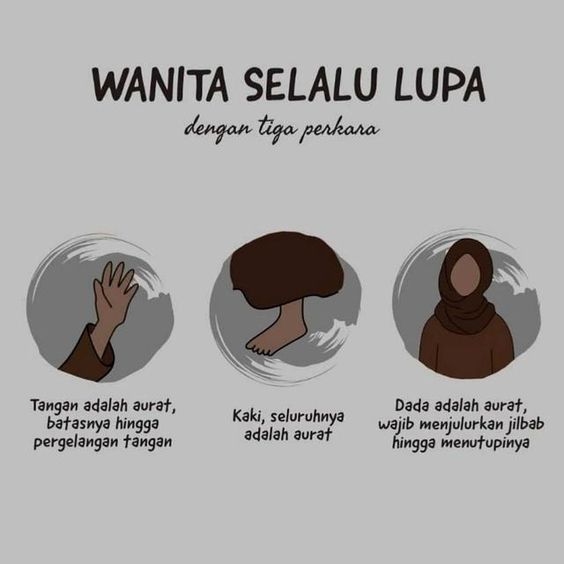 WANITA SELALU LUPA
dengan tiga perkara
Tangan adalah aurat,
batasnya hingga
pergelangan tangan
Kaki, seluruhnya
adalah aurat
Dada adalah aurat,
wajib menjulurkan jilbab
hingga menutupinya